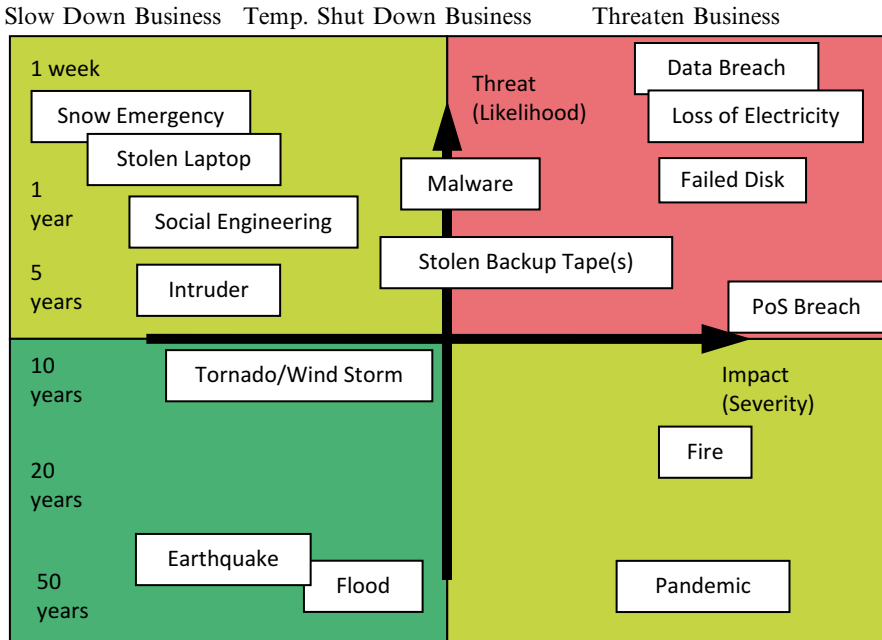 Slow Down Business Temp. Shut Down Business Threaten Business
1 week
Threat
(Likelihood)
Data Breach
Snow Emergency
Loss of Electricity
Stolen Laptop
Malware
Failed Disk
1
year
Social Engineering
Stolen Backup Tape(s)
5
years
Intruder
PoS Breach
10
years
Tornado/Wind Storm
Impact
(Severity)
Fire
20
years
Earthquake
50
years
Flood
Pandemic